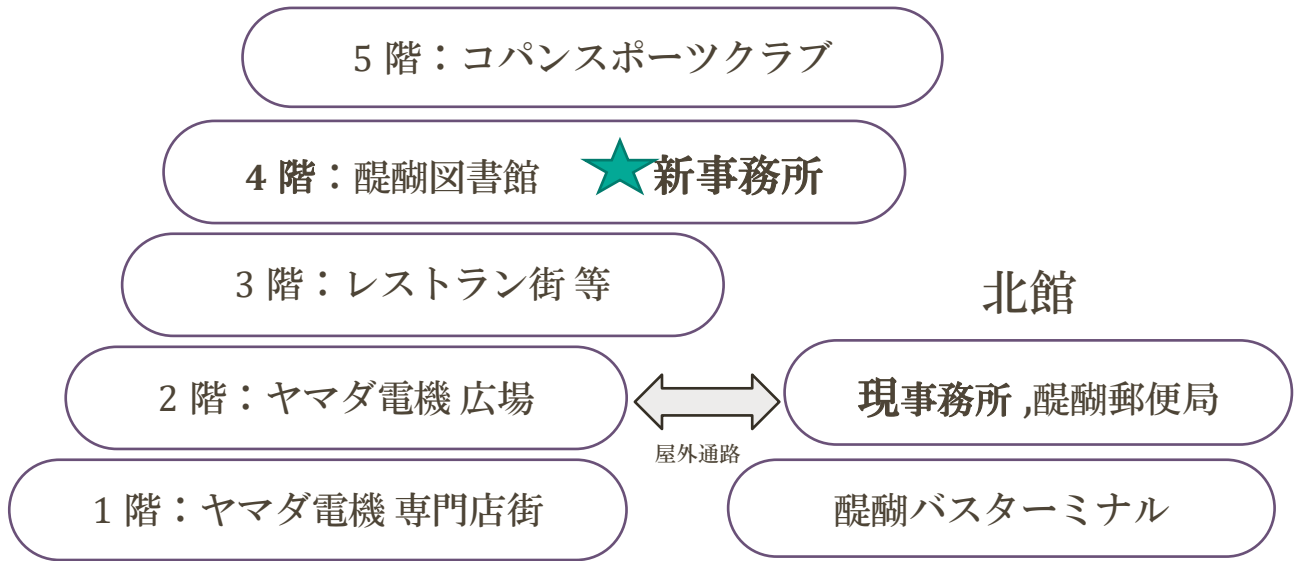 5 階：コパンスポーツクラブ
4 階：醍醐図書館 ★新事務所
3 階：レストラン街 等
北館
2 階：ヤマダ電機 広場
現事務所 ,醍醐郵便局
屋外通路
1 階：ヤマダ電機 専門店街
醍醐バスターミナル